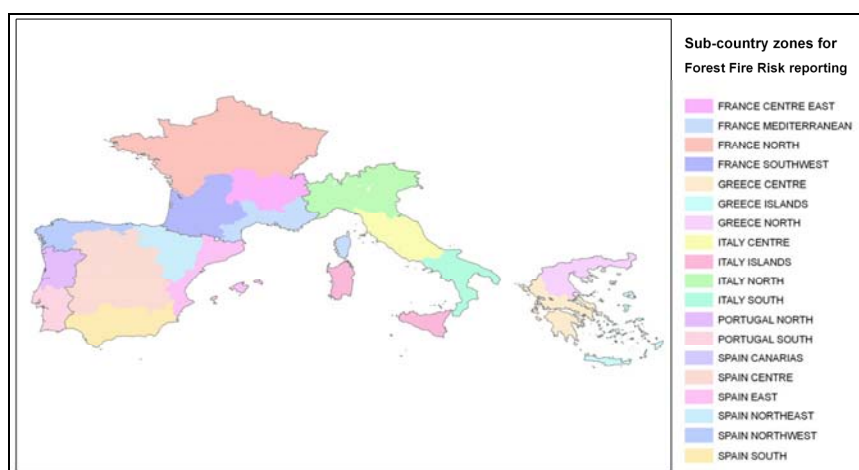 Sub-country zones for
Forest Fire Risk reporting
FRANCE CENTRE EAST
FRANCE MEDITERRANEAN
FRANCE NORTH
FRANCE SOUTHWEST
GREECE CENTRE
GREECE ISLANDS
GREECE NORTH
ITALY CENTRE
ITALY ISLANDS
ITALY NORTH
ITALY SOUTH
PORTUGAL NORTH
PORTUGAL SOUTH
SPAIN CANARIAS
SPAIN CENTRE
SPAIN EAST
SPAIN NORTHEAST
SPAIN NORTHWEST
SPAIN SOUTH